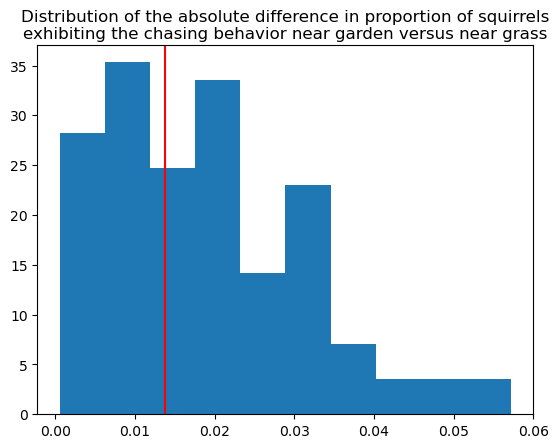 Distribution of the absolute difference in proportion of squirrels
exhibiting the chasing behavior near garden versus near grass
35
30
25
20
15
10
5
0
0.00 0.01 0.02 0.03 0.04 0.05 0.06